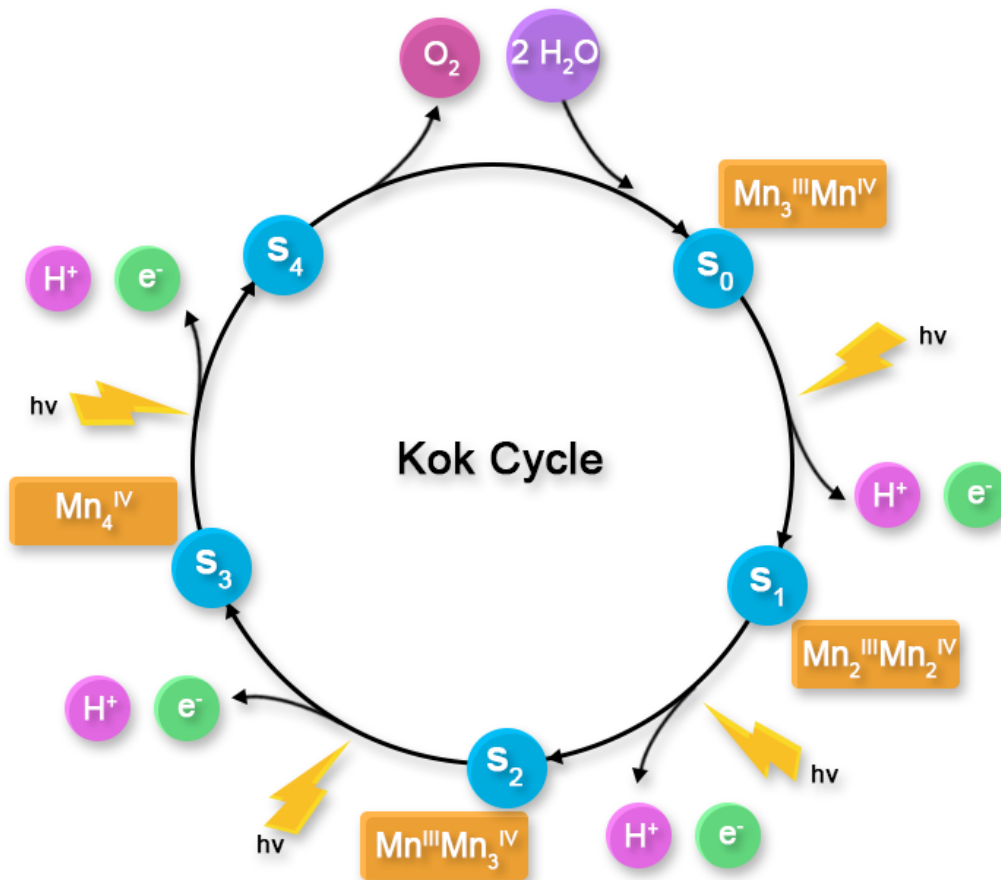 O₂
2 H₂O
Mn₃ᴵᴵᴵMnᴵⱽ
S₄
S₀
H⁺
e⁻
hv
hv
Kok Cycle
Mn₄ᴵⱽ
H⁺
e⁻
S₃
S₁
Mn₂ᴵᴵᴵMn₂ᴵⱽ
H⁺
e⁻
S₂
hv
hv
MnᴵᴵᴵMn₃ᴵⱽ
H⁺
e⁻